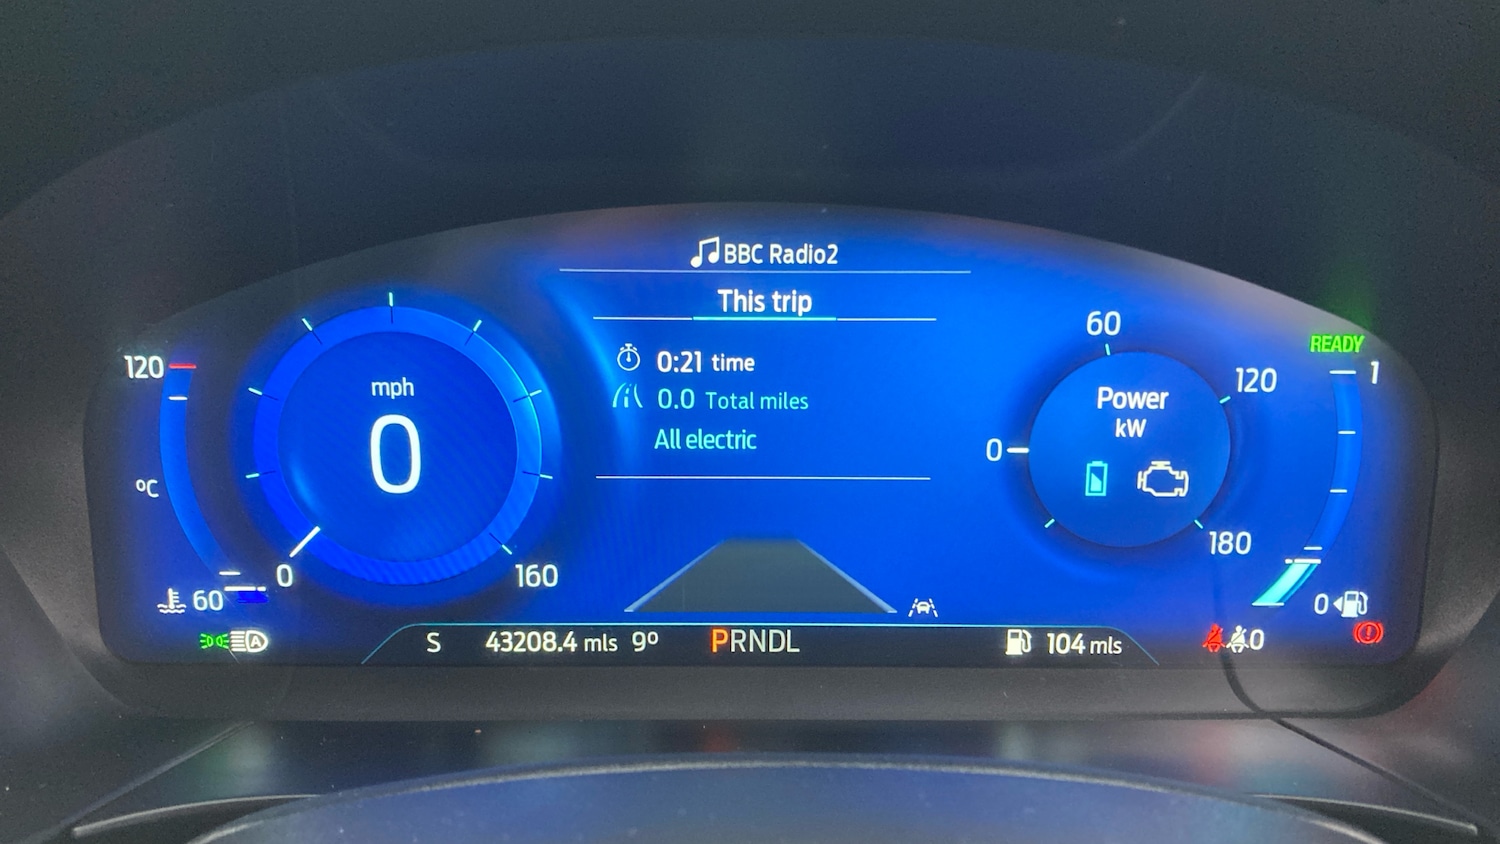 BBC Radio2
This trip
0:21 time
0.0 Total miles
All electric
120
°C
60
mph
0
0
160
60
120
0
Power
kW
180
READY
1
0
A
S 43208.4 mls 9° PRNDL 104 mls 0